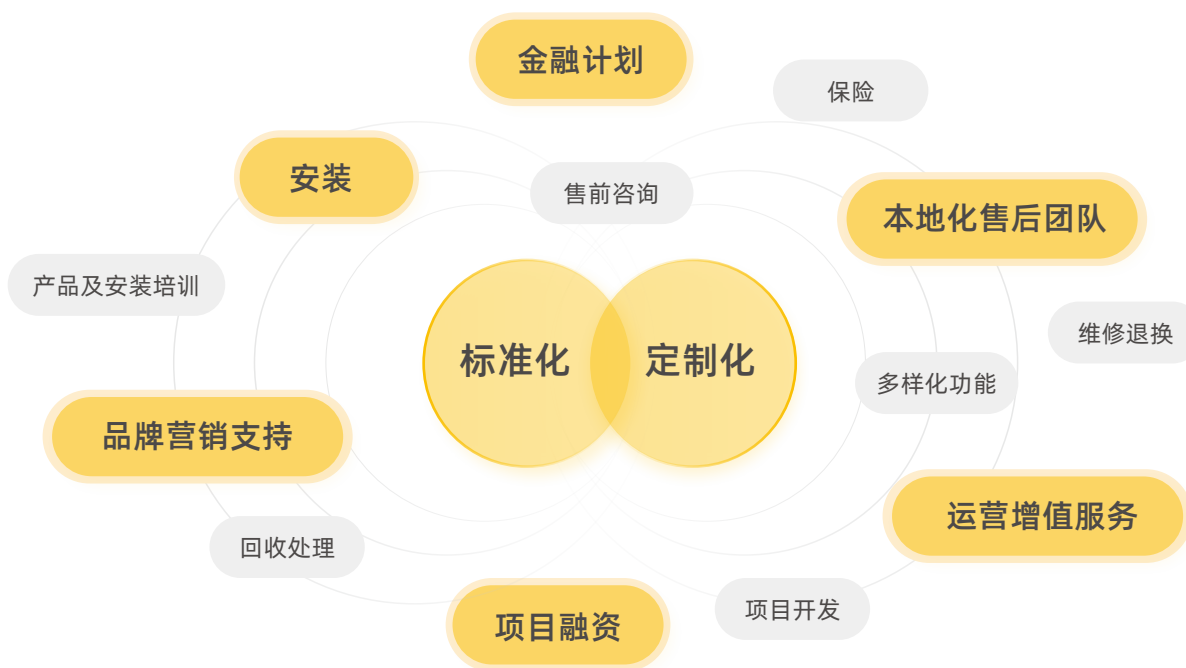 金融计划
保险
安装
售前咨询
本地化售后团队
产品及安装培训
维修退换
标准化
定制化
多样化功能
品牌营销支持
运营增值服务
回收处理
项目开发
项目融资